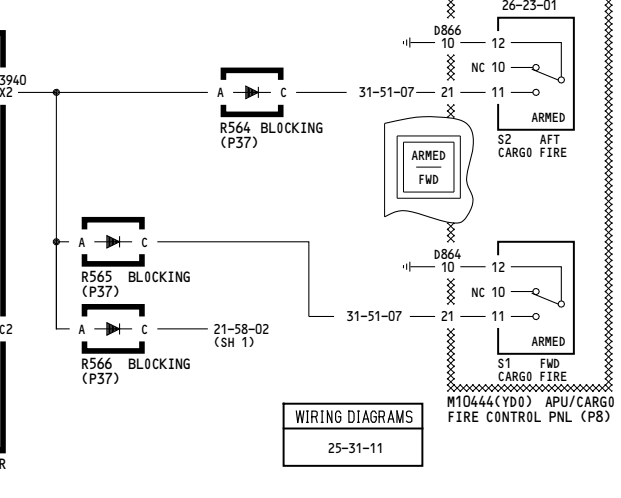 26-23-01
D866
10 12
NC 10
3940
X2
A C
31-51-07 21 11
ARMED
R564 BLOCKING
(P37)
S2 AFT
CARGO FIRE
ARMED
FWD
D864
A C
10 12
R565 BLOCKING
(P37)
NC 10
31-51-07 21 11
C2
A C
21-58-02
(SH 1)
ARMED
R566 BLOCKING
(P37)
S1 FWD
CARGO FIRE
M10444(YD0) APU/CARGO
FIRE CONTROL PNL (P8)
WIRING DIAGRAMS
25-31-11
R